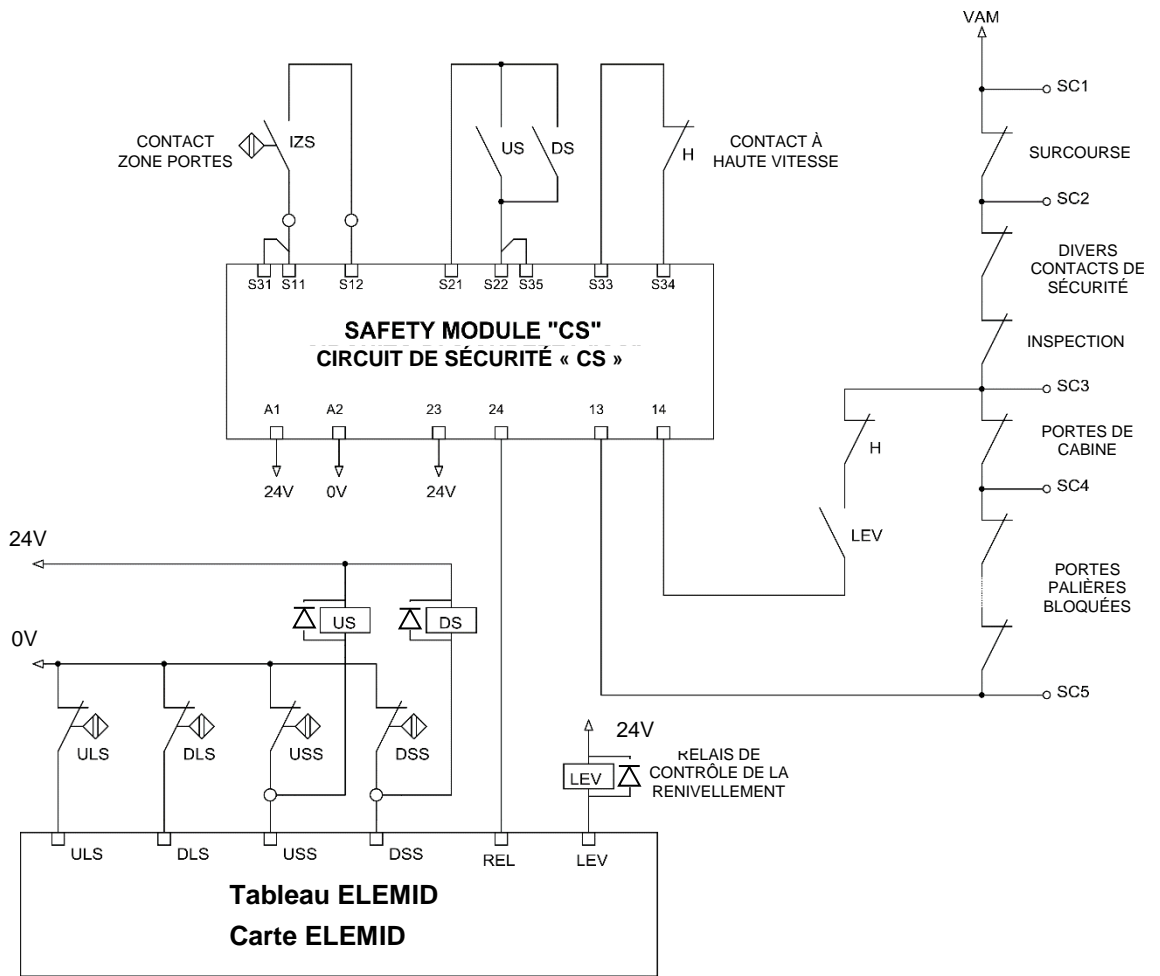 VAM
SC1
SURCOURSE
SC2
DIVERS
CONTACTS DE
SÉCURITÉ
INSPECTION
SC3
PORTES DE
CABINE
SC4
PORTES
PALIÈRES
BLOQUÉES
SC5
CONTACT
ZONE PORTES
IZS
US
DS
H
CONTACT À
HAUTE VITESSE
S31
S11
S12
S21
S22
S35
S33
S34
SAFETY MODULE "CS"
CIRCUIT DE SÉCURITÉ « CS »
A1
A2
23
24
13
14
24V
0V
24V
H
LEV
24V
0V
US
DS
ULS
DLS
USS
DSS
24V
LEV
RELAIS DE
CONTRÔLE DE LA
RENIVELLEMENT
ULS
DLS
USS
DSS
REL
LEV
Tableau ELEMID
Carte ELEMID